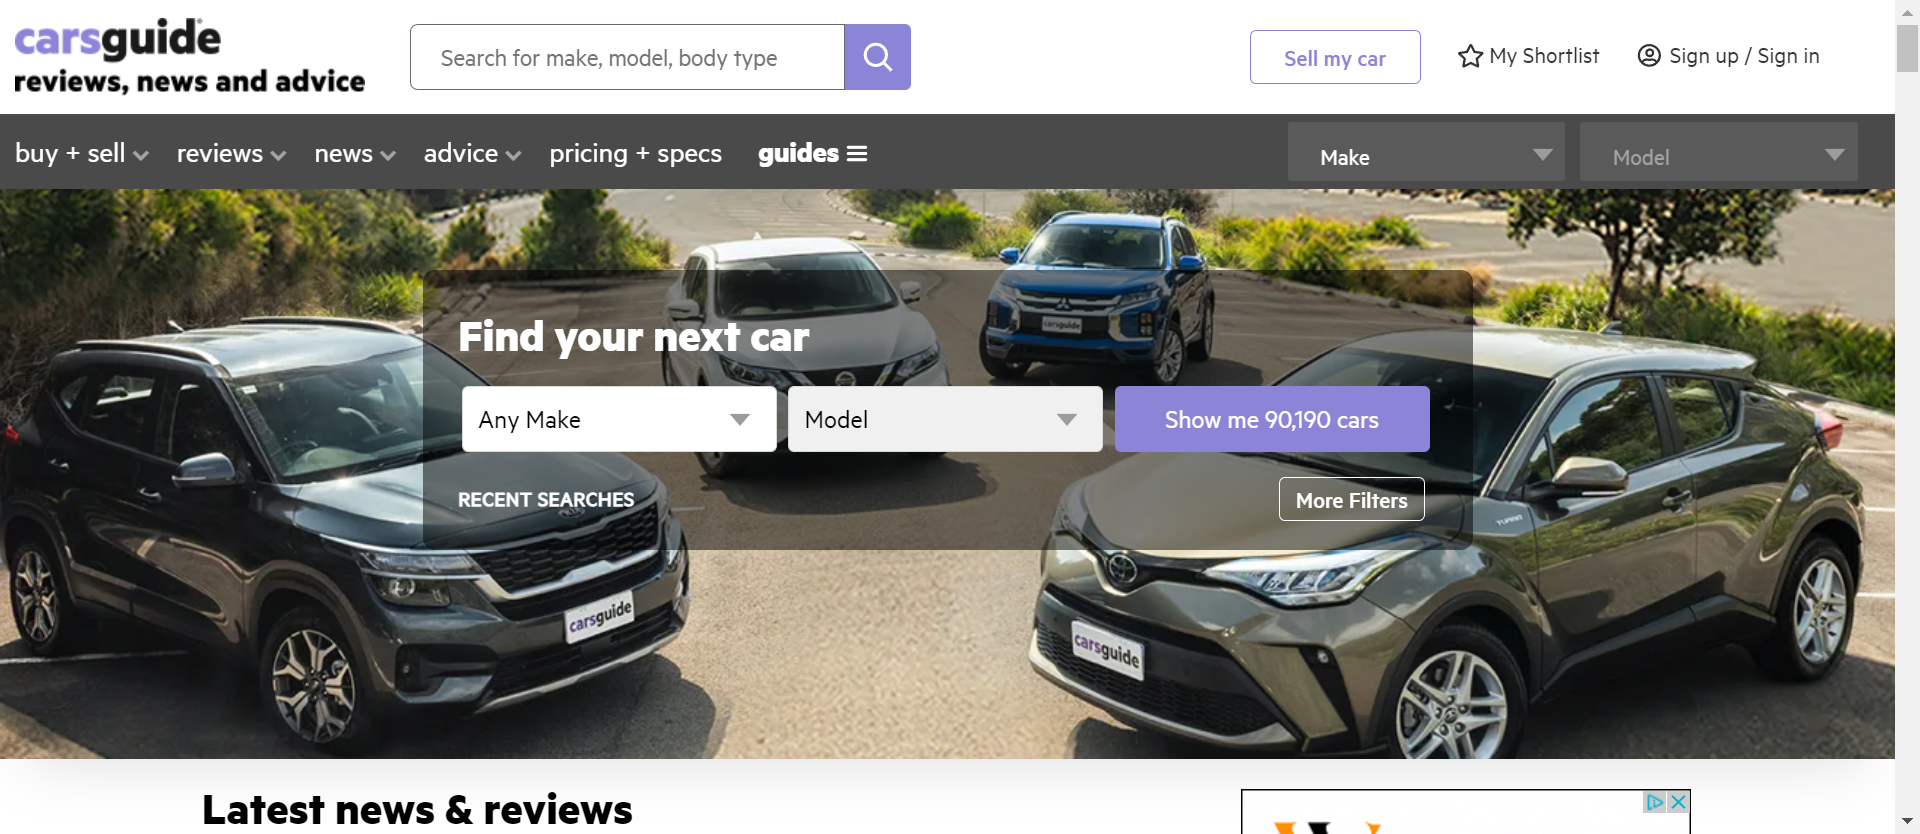 carsguide
reviews, news and advice
Search for make, model, body type
Sell my car
My Shortlist
Sign up / Sign in
buy + sell
reviews
news
advice
pricing + specs
guides
Make
Model
Find your next car
Any Make
Model
Show me 90,190 cars
RECENT SEARCHES
More Filters
carsguide
carsguide
carsguide
Latest news & reviews